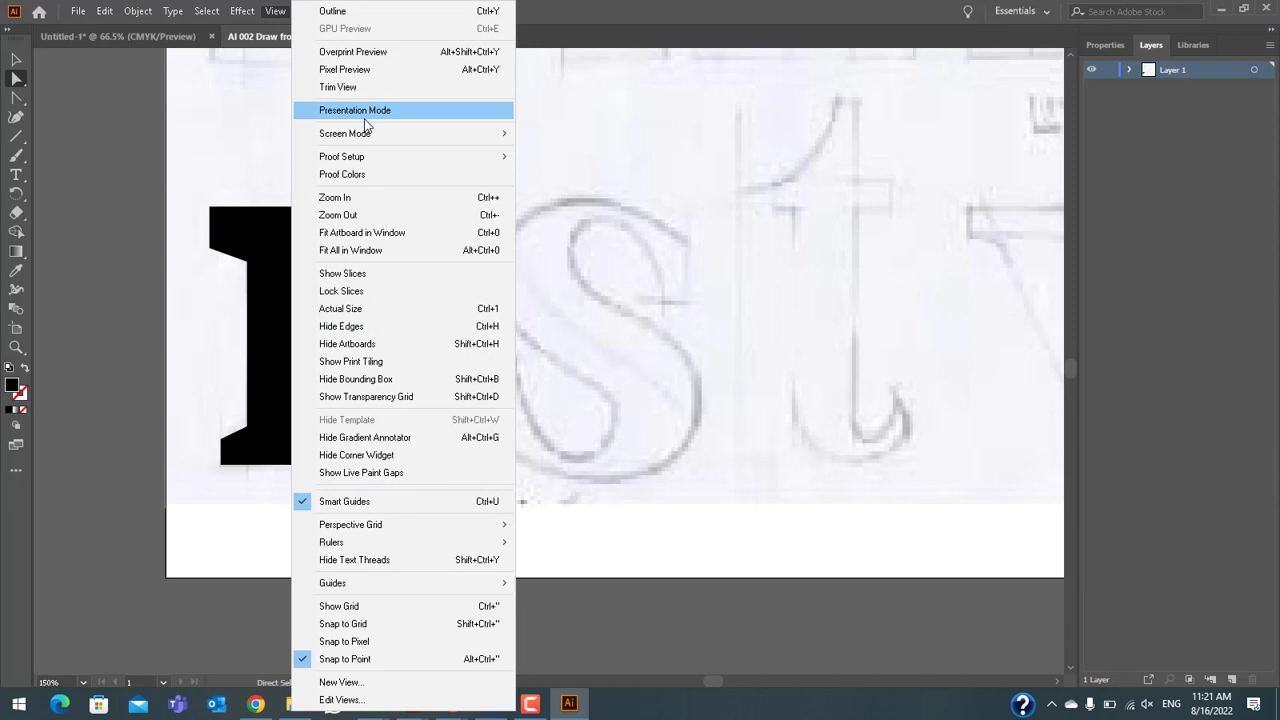 Ai File Edit Object Type Select Effect View Essentials Search Adobe Stock
Untitled-1* @ 66.5% (CMYK/Preview) × AI 002 Draw fro
Outline Ctrl+Y
GPU Preview Ctrl+E
Overprint Preview Alt+Shift+Ctrl+Y
Pixel Preview Alt+Ctrl+Y
Trim View
Presentation Mode
Screen Mode
Proof Setup
Proof Colors
Zoom In Ctrl++
Zoom Out Ctrl+-
Fit Artboard in Window Ctrl+0
Fit All in Window Alt+Ctrl+0
Show Slices
Lock Slices
Actual Size Ctrl+1
Hide Edges Ctrl+H
Hide Artboards Shift+Ctrl+H
Show Print Tiling
Hide Bounding Box Shift+Ctrl+B
Show Transparency Grid Shift+Ctrl+D
Hide Template Shift+Ctrl+W
Hide Gradient Annotator Alt+Ctrl+G
Hide Corner Widget
Show Live Paint Gaps
Smart Guides Ctrl+U
Perspective Grid
Rulers
Hide Text Threads Shift+Ctrl+Y
Guides
Show Grid Ctrl+"
Snap to Grid Shift+Ctrl+"
Snap to Pixel
Snap to Point Alt+Ctrl+"
New View...
Edit Views...
s t
Properties Layers Libraries
Layer 1
150% 1 Direct Sel
1 Layer
Ai
ENG
11:21 AM
8/16/2022